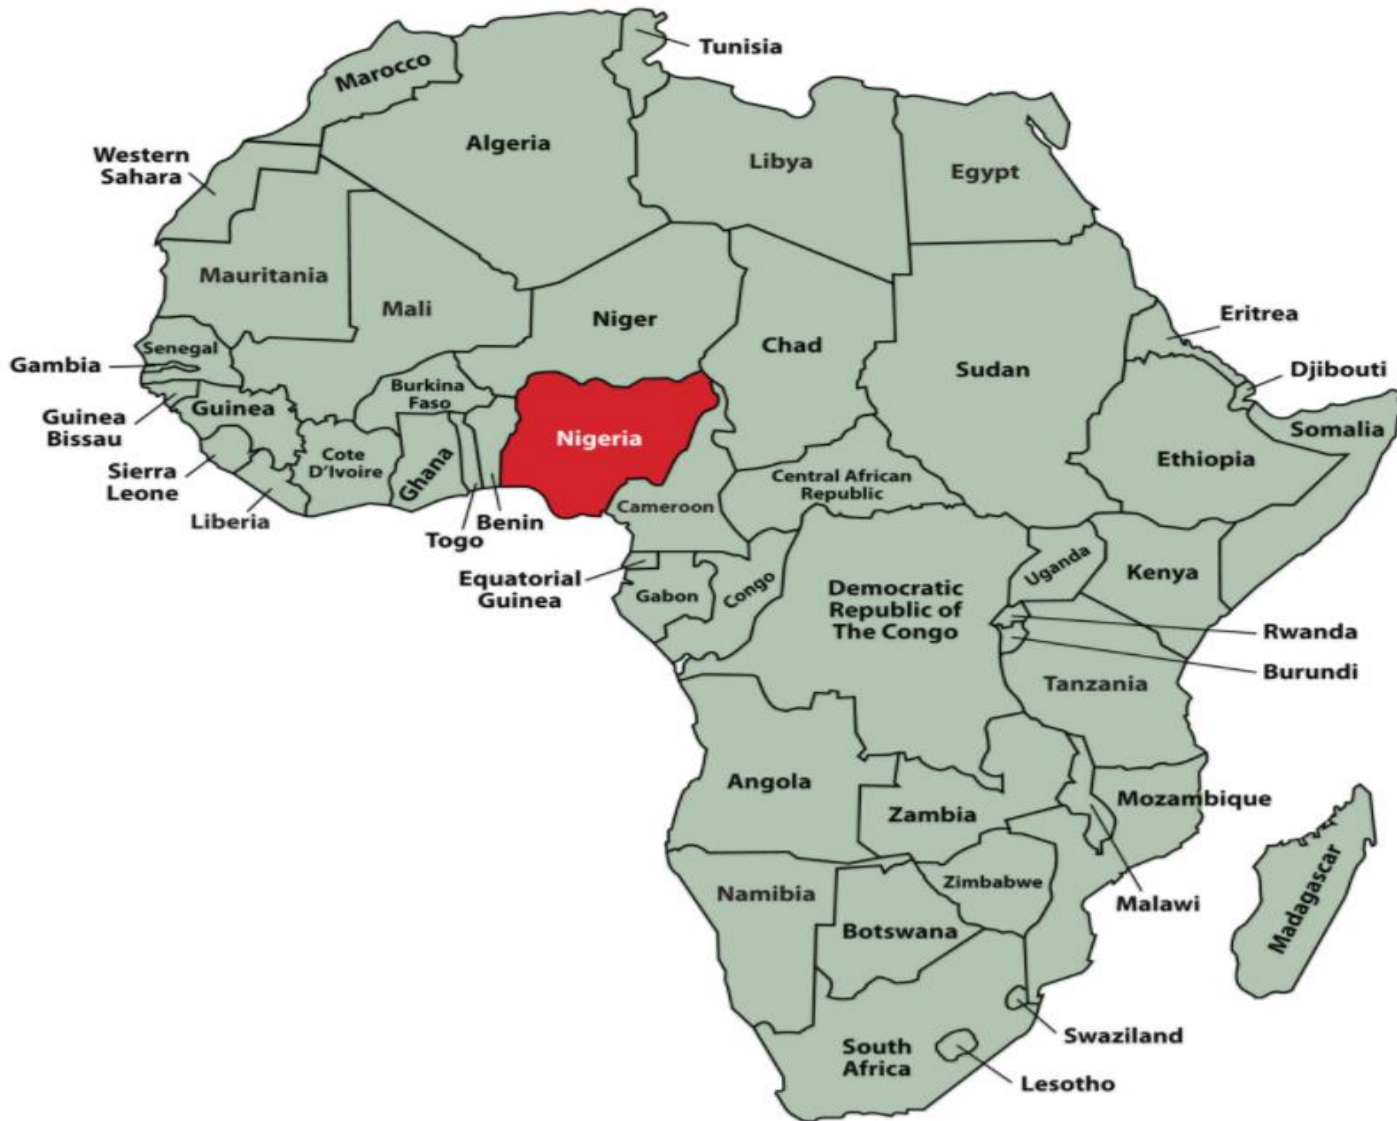 Tunisia
Marocco
Algeria
Libya
Egypt
Western
Sahara
Mauritania
Mali
Niger
Chad
Sudan
Eritrea
Djibouti
Somalia
Ethiopia
Senegal
Gambia
Guinea
Bissau
Guinea
Sierra
Leone
Liberia
Cote
D'Ivoire
Burkina
Faso
Ghana
Togo
Benin
Nigeria
Cameroon
Central African
Republic
Equatorial
Guinea
Gabon
Congo
Democratic
Republic of
The Congo
Uganda
Kenya
Rwanda
Burundi
Tanzania
Angola
Zambia
Mozambique
Malawi
Zimbabwe
Namibia
Botswana
Madagascar
Swaziland
South
Africa
Lesotho